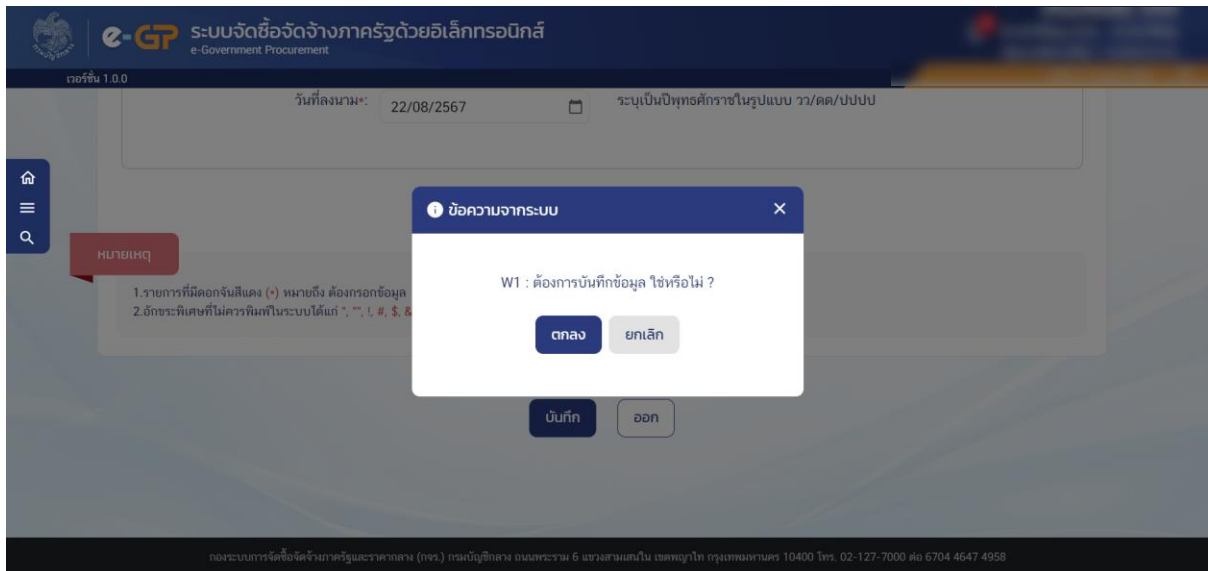 e-GP ระบบจัดซื้อจัดจ้างภาครัฐด้วยอิเล็กทรอนิกส์
e-Government Procurement
เวอร์ชั่น 1.0.0
วันที่ลงนาม*: 22/08/2567 ระบุเป็นปีพุทธศักราชในรูปแบบ วว/ดด/ปปปป
ข้อความจากระบบ
W1 : ต้องการบันทึกข้อมูล ใช่หรือไม่ ?
ตกลง ยกเลิก
หมายเหตุ
1.รายการที่มีดอกจันสีแดง (*) หมายถึง ต้องกรอกข้อมูล
2.อักขระพิเศษที่ไม่ควรพิมพ์ในระบบได้แก่ ', "", !, #, $, &
บันทึก ออก
กองระบบการจัดซื้อจัดจ้างภาครัฐและราคากลาง (กจร.) กรมบัญชีกลาง ถนนพระราม 6 แขวงสามเสนใน เขตพญาไท กรุงเทพมหานคร 10400 โทร. 02-127-7000 ต่อ 6704 4647 4958